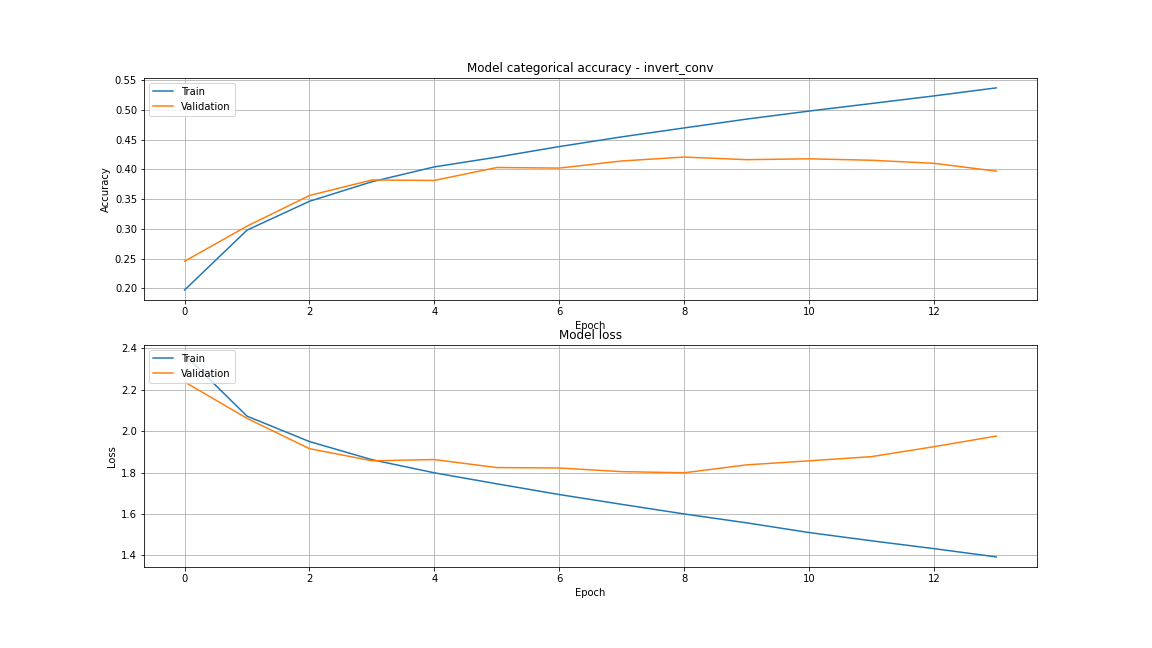 Model categorical accuracy - invert_conv
0.55
0.50
0.45
0.40
0.35
0.30
0.25
0.20
Accuracy
Train
Validation
0 2 4 6 8 10 12
Epoch
Model loss
2.4
2.2
2.0
1.8
1.6
1.4
Loss
Train
Validation
0 2 4 6 8 10 12
Epoch